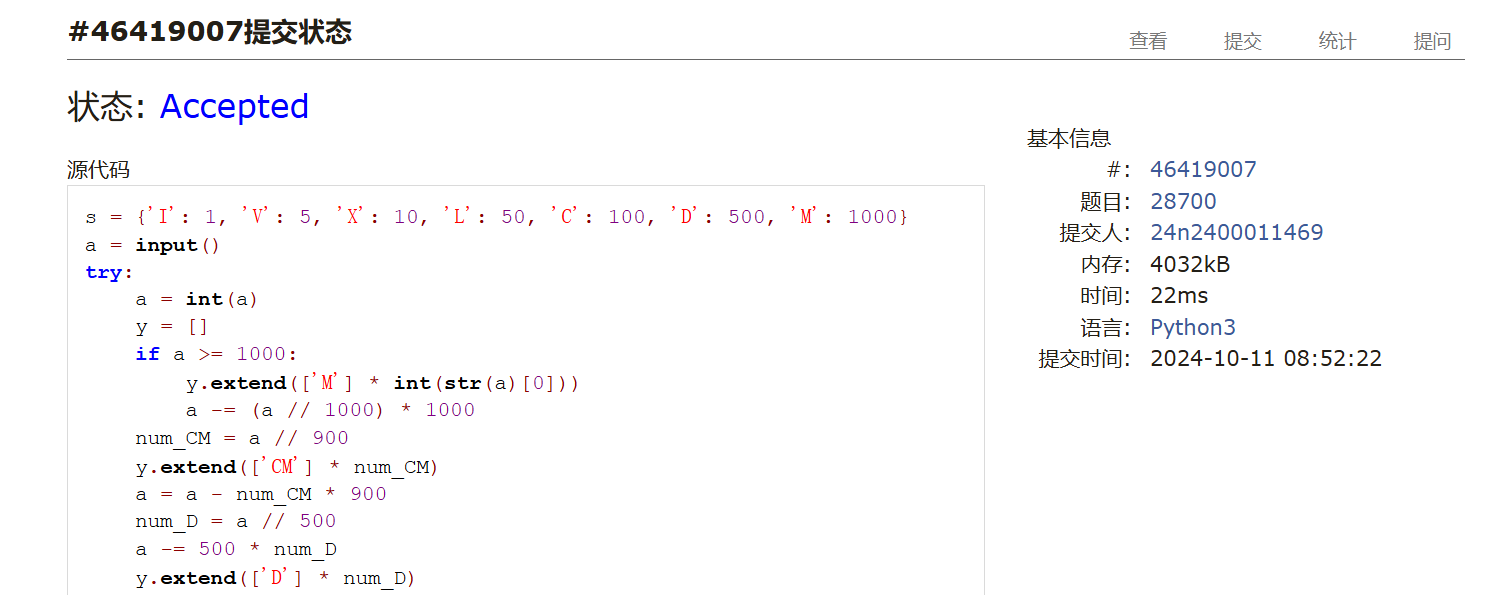 #46419007提交状态
查看 提交 统计 提问
状态: Accepted
源代码
s = {'I': 1, 'V': 5, 'X': 10, 'L': 50, 'C': 100, 'D': 500, 'M': 1000}
a = input()
try:
    a = int(a)
    y = []
    if a >= 1000:
        y.extend(['M'] * int(str(a)[0]))
        a -= (a // 1000) * 1000
    num_CM = a // 900
    y.extend(['CM'] * num_CM)
    a = a - num_CM * 900
    num_D = a // 500
    a -= 500 * num_D
    y.extend(['D'] * num_D)
基本信息
#: 46419007
题目: 28700
提交人: 24n2400011469
内存: 4032kB
时间: 22ms
语言: Python3
提交时间: 2024-10-11 08:52:22